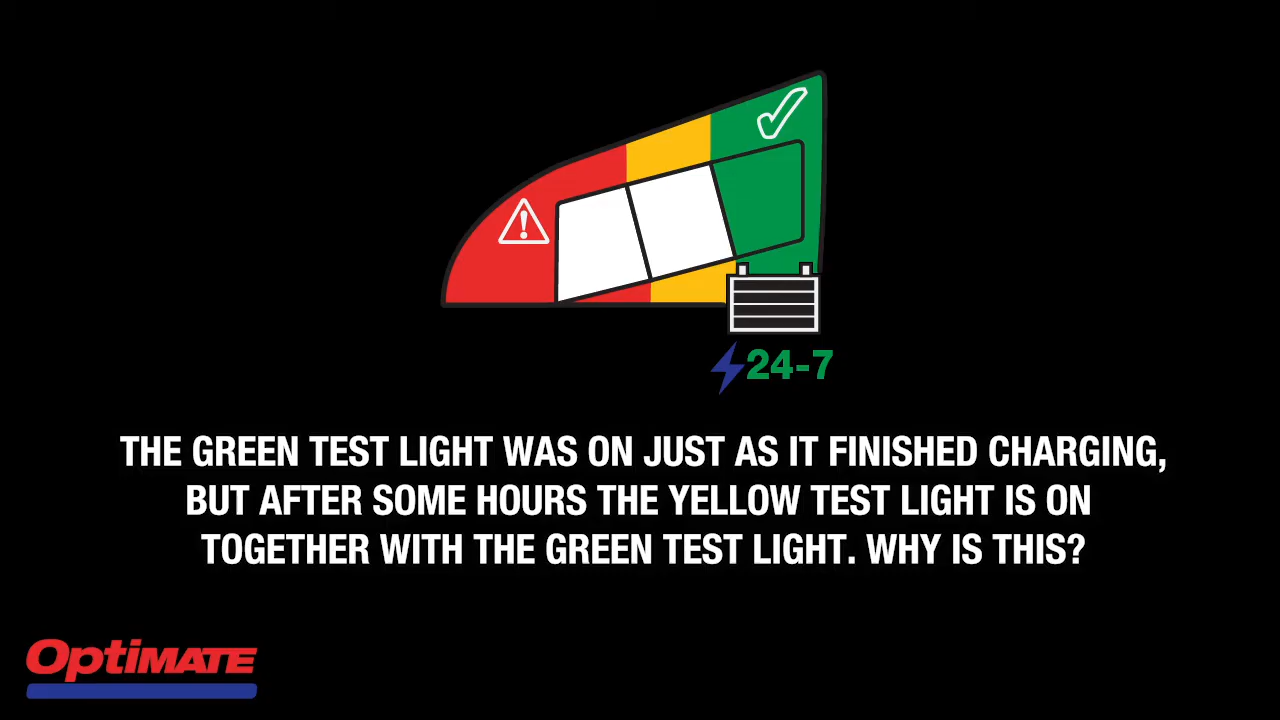 24-7
THE GREEN TEST LIGHT WAS ON JUST AS IT FINISHED CHARGING,
BUT AFTER SOME HOURS THE YELLOW TEST LIGHT IS ON
TOGETHER WITH THE GREEN TEST LIGHT. WHY IS THIS?
OptiMATE